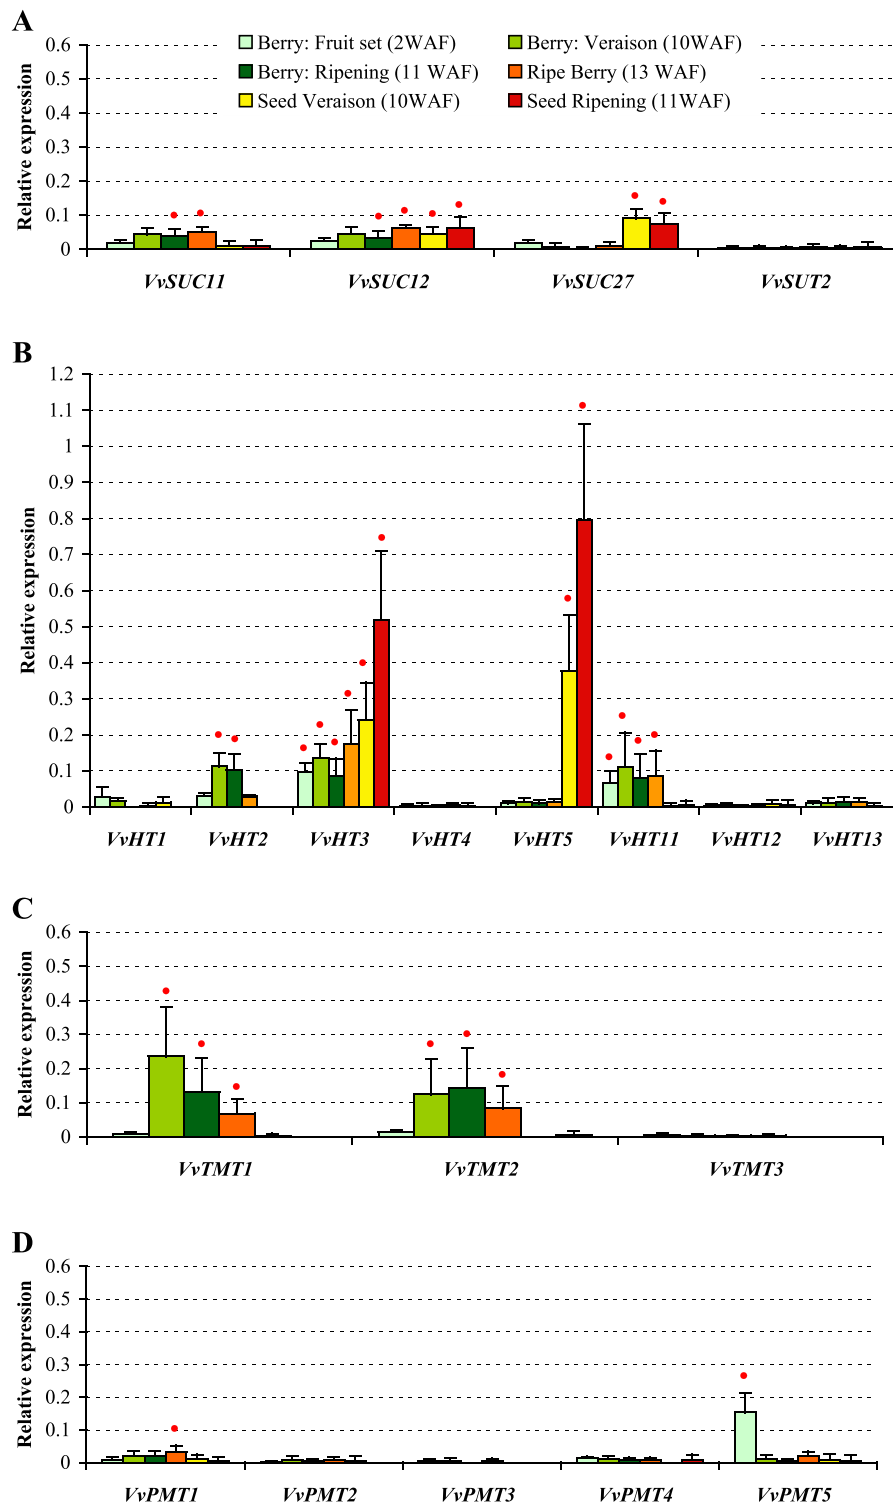 A
Berry: Fruit set (2WAF) Berry: Veraison (10WAF)
Berry: Ripening (11 WAF) Ripe Berry (13 WAF)
Seed Veraison (10WAF) Seed Ripening (11WAF)
Relative expression
0.6
0.5
0.4
0.3
0.2
0.1
0
VvSUC11 VvSUC12 VvSUC27 VvSUT2
B
Relative expression
1.2
1.1
1
0.9
0.8
0.7
0.6
0.5
0.4
0.3
0.2
0.1
0
VvHT1 VvHT2 VvHT3 VvHT4 VvHT5 VvHT11 VvHT12 VvHT13
C
Relative expression
0.6
0.5
0.4
0.3
0.2
0.1
0
VvTMT1 VvTMT2 VvTMT3
D
Relative expression
0.6
0.5
0.4
0.3
0.2
0.1
0
VvPMT1 VvPMT2 VvPMT3 VvPMT4 VvPMT5